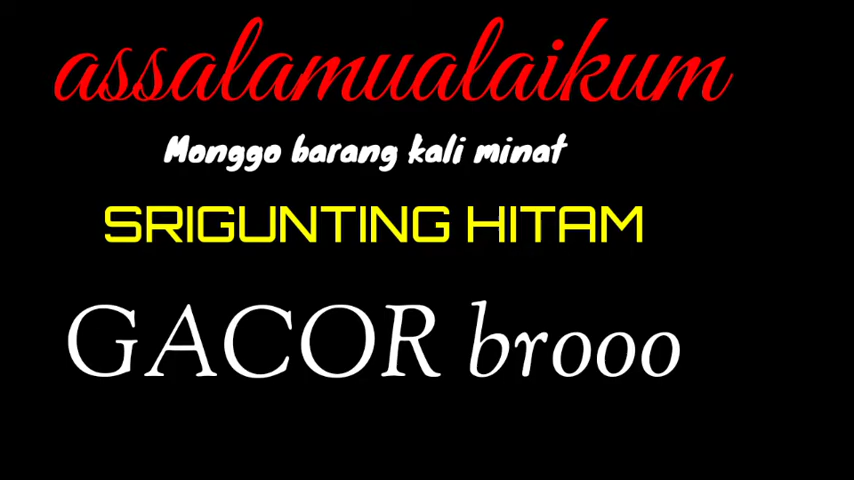 assalamualaikum
Monggo barang kali minat
SRIGUNTING HITAM
GACOR brooo